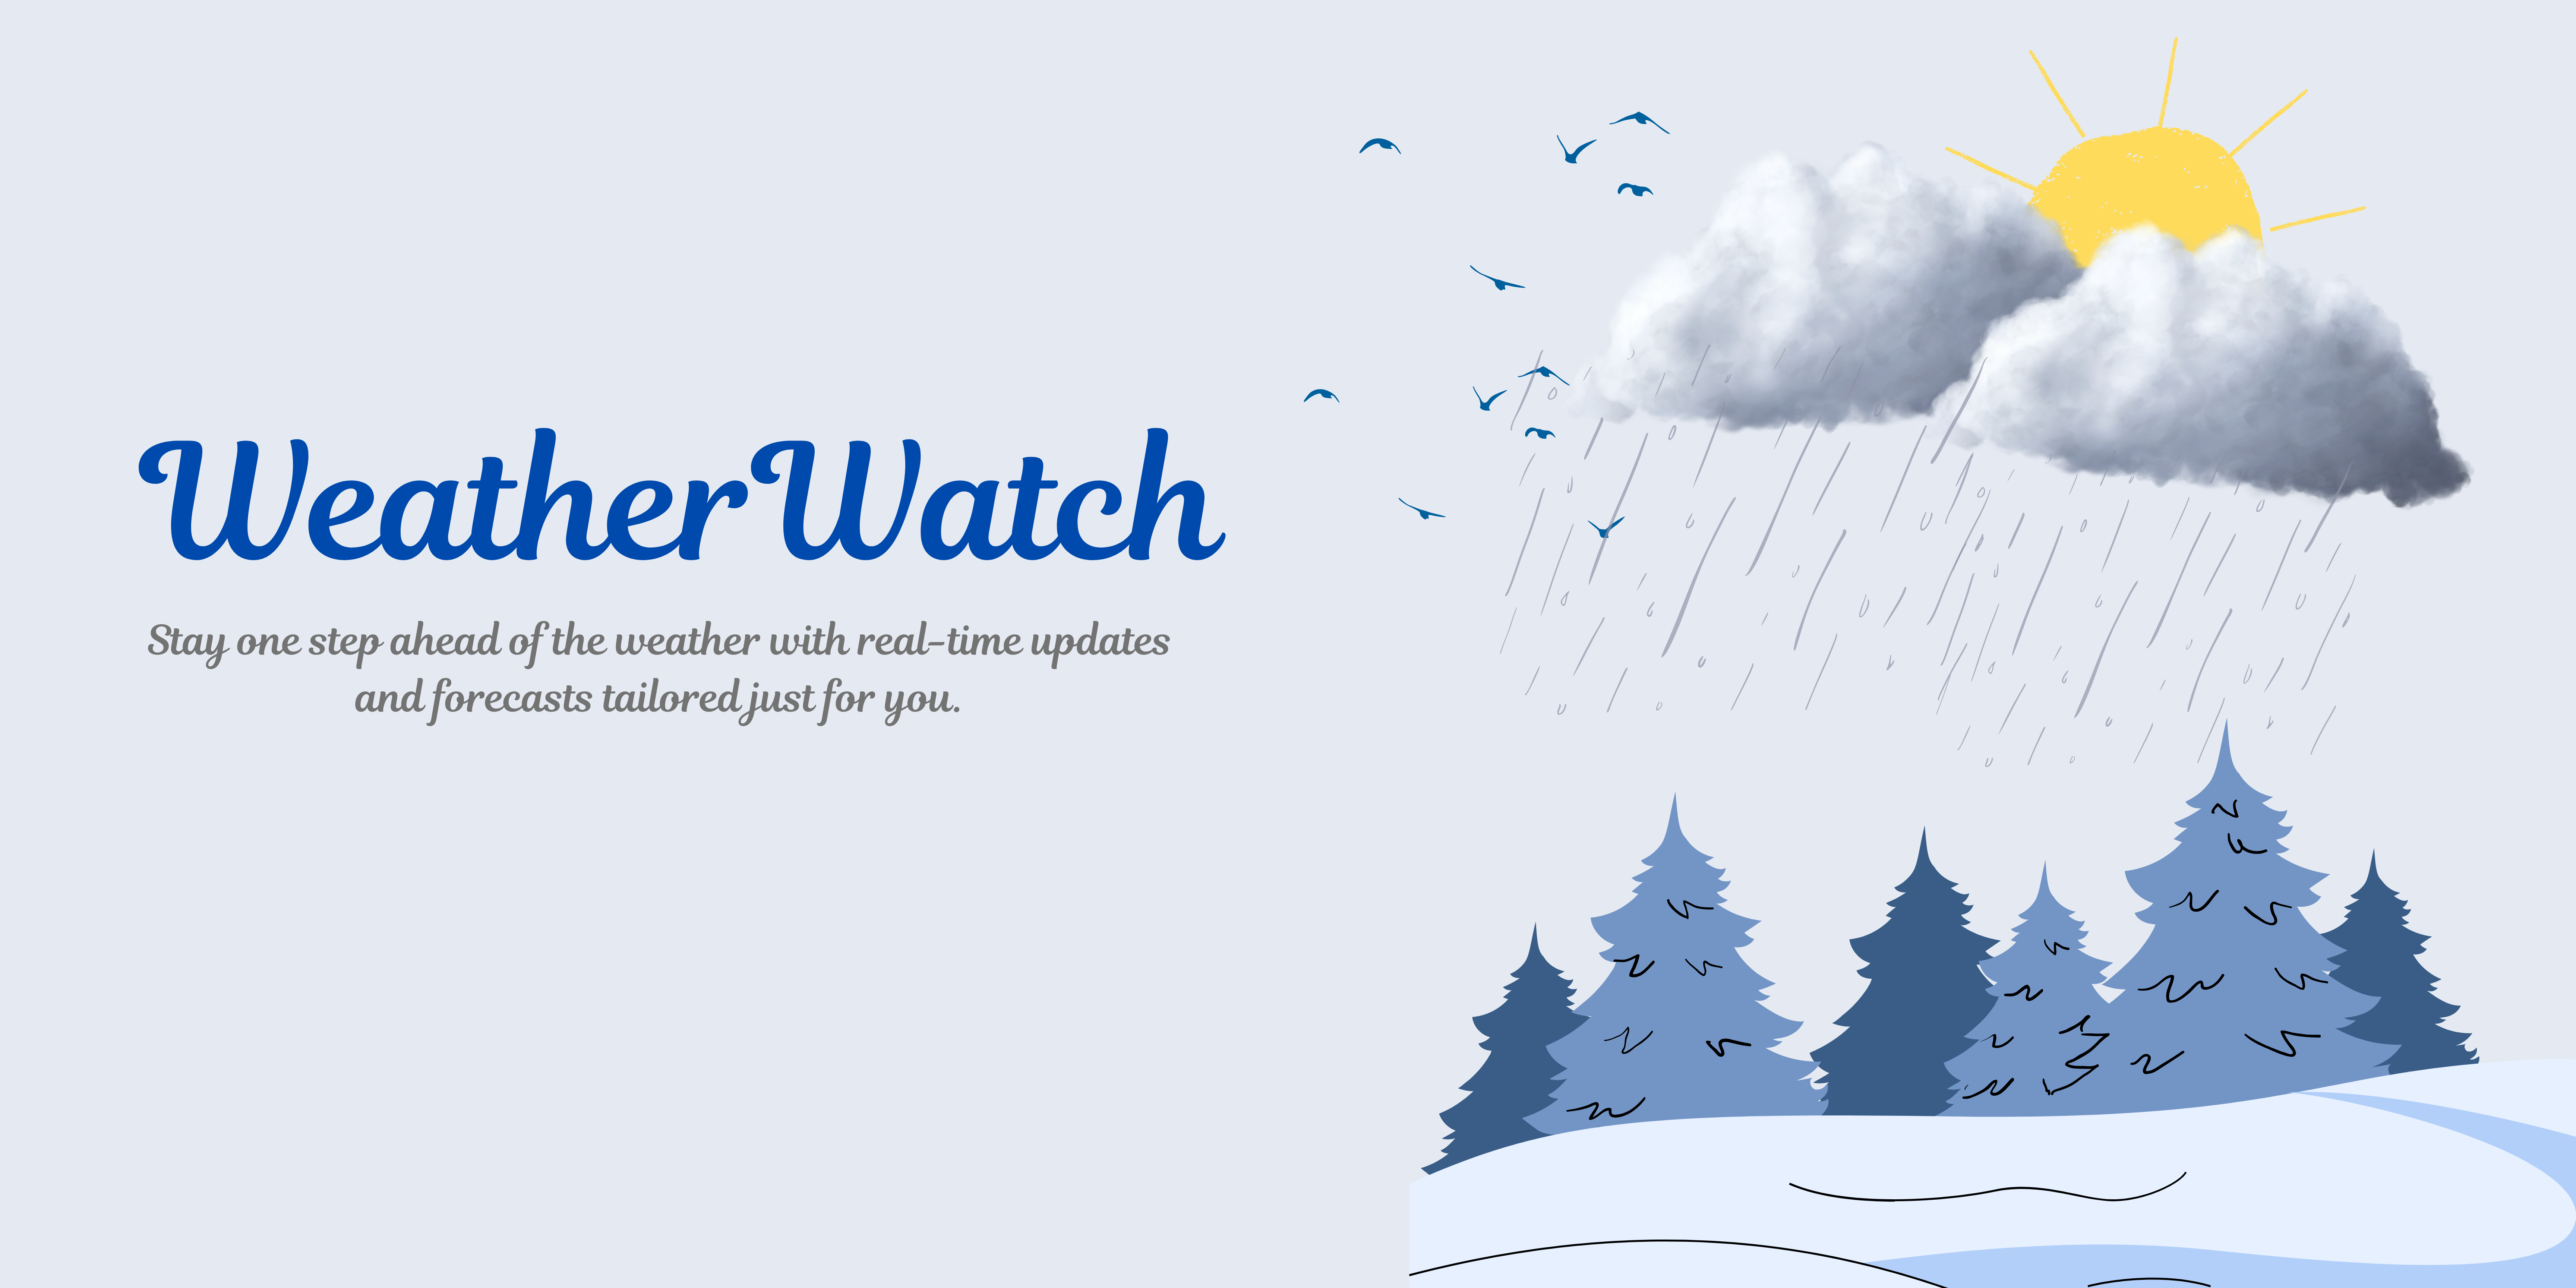 WeatherWatch
Stay one step ahead of the weather with real-time updates
and forecasts tailored just for you.